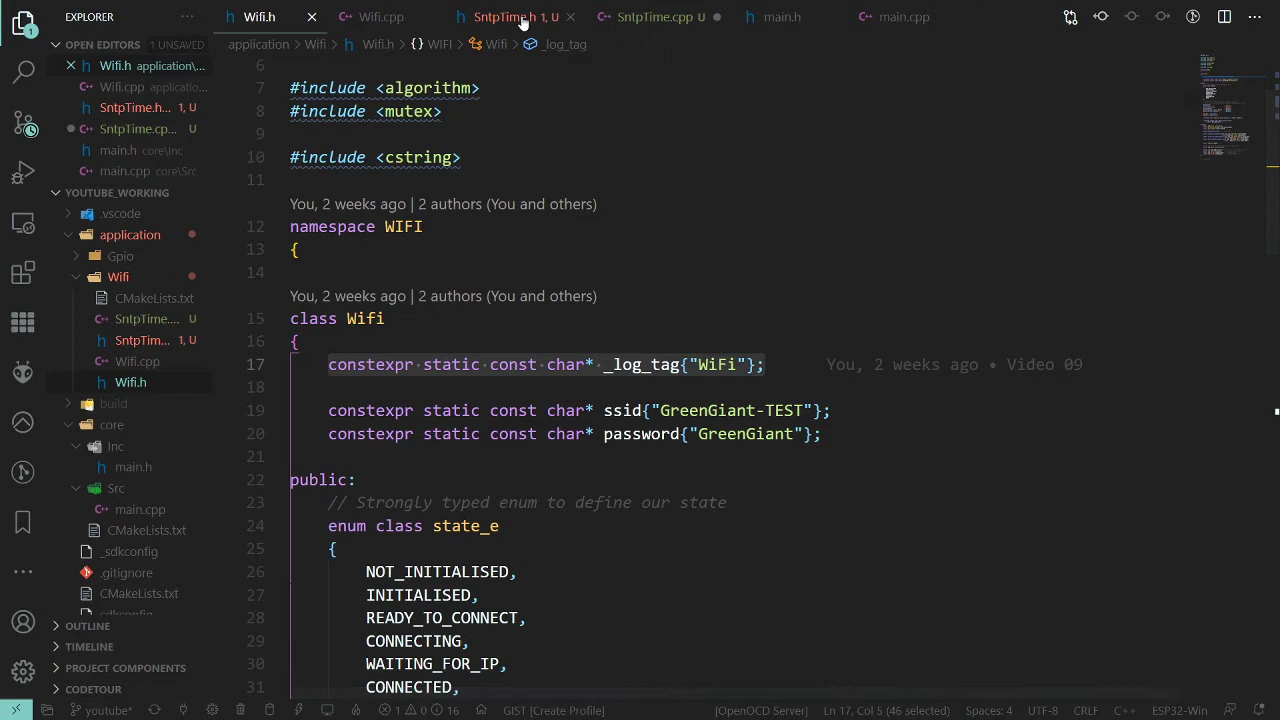 EXPLORER
OPEN EDITORS 1 UNSAVED
Wifi.h application\...
Wifi.cpp applicatio...
SntpTime.h... 1, U
SntpTime.cp... U
main.h core\Inc
main.cpp core\Src
YOUTUBE_WORKING
.vscode
application
Gpio
Wifi
CMakeLists.txt
SntpTime.... U
SntpTim... 1, U
Wifi.cpp
Wifi.h
build
core
Inc
main.h
Src
main.cpp
CMakeLists.txt
_sdkconfig
.gitignore
CMakeLists.txt
sdkconfig
OUTLINE
TIMELINE
PROJECT COMPONENTS
CODETOUR
Wifi.h Wifi.cpp SntpTime.h 1, U SntpTime.cpp U main.h main.cpp
application Wifi Wifi.h {} WIFI Wifi _log_tag
6
7 #include <algorithm>
8 #include <mutex>
9
10 #include <cstring>
11
You, 2 weeks ago | 2 authors (You and others)
12 namespace WIFI
13 {
14
You, 2 weeks ago | 2 authors (You and others)
15 class Wifi
16 {
17 constexpr static const char* _log_tag{"WiFi"}; You, 2 weeks ago • Video 09
18
19 constexpr static const char* ssid{"GreenGiant-TEST"};
20 constexpr static const char* password{"GreenGiant"};
21
22 public:
23 // Strongly typed enum to define our state
24 enum class state_e
25 {
26 NOT_INITIALISED,
27 INITIALISED,
28 READY_TO_CONNECT,
29 CONNECTING,
30 WAITING_FOR_IP,
31 CONNECTED,
youtube* 1 0 16 GIST [Create Profile] [OpenOCD Server] Ln 17, Col 5 (46 selected) Spaces: 4 UTF-8 CRLF C++ ESP32-Wifi